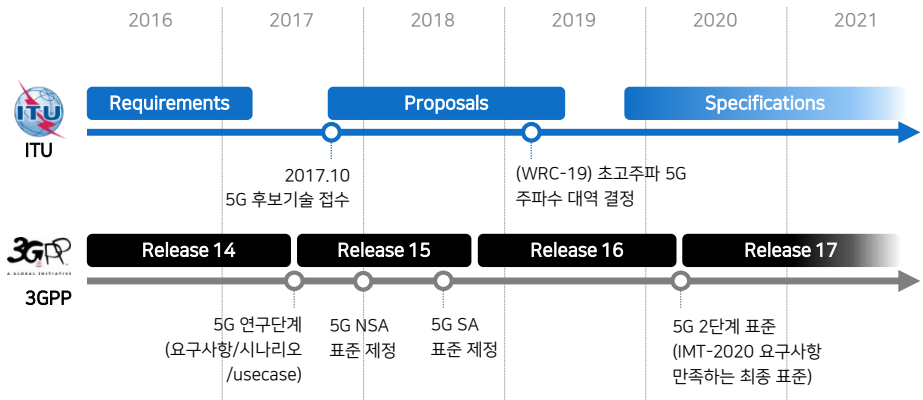 2016 2017 2018 2019 2020 2021
ITU
Requirements Proposals Specifications
ITU
2017.10
5G 후보기술 접수
(WRC-19) 초고주파 5G
주파수 대역 결정
3GPP
A GLOBAL INITIATIVE
Release 14 Release 15 Release 16 Release 17
3GPP
5G 연구단계
(요구사항/시나리오
/usecase)
5G NSA
표준 제정
5G SA
표준 제정
5G 2단계 표준
(IMT-2020 요구사항
만족하는 최종 표준)